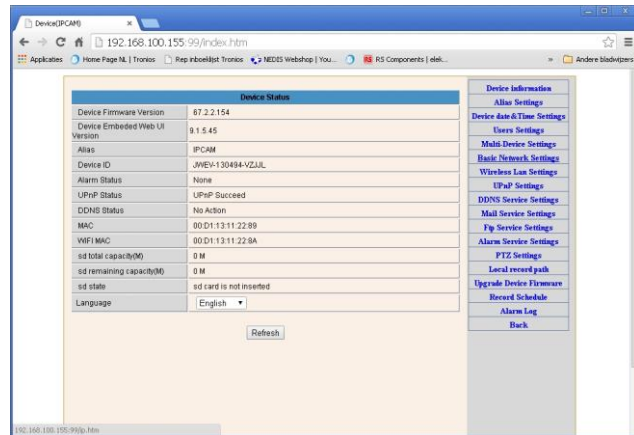 Device(IPCAM)
192.168.100.155:99/index.htm
Applicaties
Home Page NL | Tronios
Rep inboeklijst Tronios
NEDIS Webshop | You...
RS Components | elek...
»
Andere bladwijzers
Device Status
Device Firmware Version 67.2.2.154
Device Embeded Web UI
Version
9.1.5.45
Alias IPCAM
Device ID JWEV-130494-VZJJL
Alarm Status None
UPnP Status UPnP Succeed
DDNS Status No Action
MAC 00:D1:13:11:22:89
WIFI MAC 00:D1:13:11:22:8A
sd total capacity(M) 0 M
sd remaining capacity(M) 0 M
sd state sd card is not inserted
Language English
Refresh
Device information
Alias Settings
Device date&Time Settings
Users Settings
Multi-Device Settings
Basic Network Settings
Wireless Lan Settings
UPnP Settings
DDNS Service Settings
Mail Service Settings
Ftp Service Settings
Alarm Service Settings
PTZ Settings
Local record path
Upgrade Device Firmware
Record Schedule
Alarm Log
Back
192.168.100.155:99/ip.htm